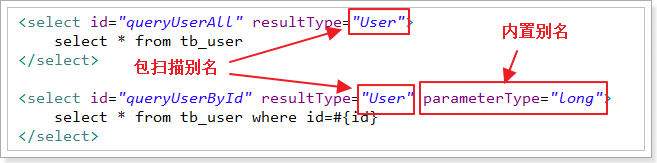 <select id="queryUserAll" resultType="User">
select * from tb_user
</select>
内置别名
包扫描别名
<select id="queryUserById" resultType="User" parameterType="long">
select * from tb_user where id=#{id}
</select>